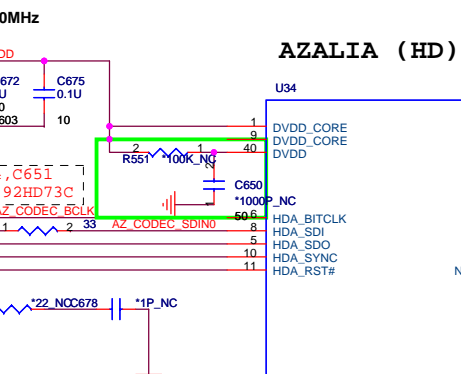 0MHz
AZALIA (HD)
DD
672
C675
U34
U
0.1U
0
603
10
1
DVDD_CORE
9
DVDD_CORE
2
1
40
DVDD
R551
*100K_NC
2
,C651
C650
92HD73C
1
*1000P_NC
AZ_CODEC_BCLK
50
6
HDA_BITCLK
1
2
33
AZ_CODEC_SDIN0
8
HDA_SDI
5
HDA_SDO
10
HDA_SYNC
11
HDA_RST#
N
*22_NC
C678
*1P_NC